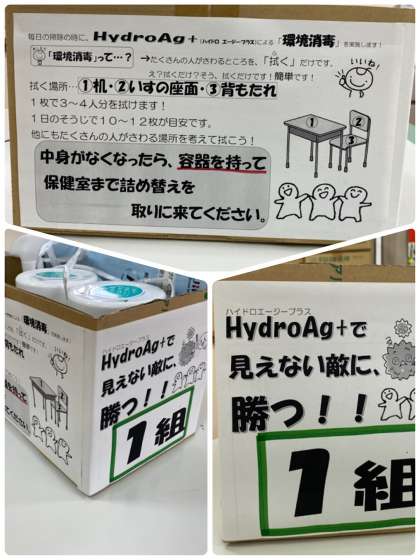 毎日の掃除の時に、HydroAg+(ハイドロ エージープラス)による「環境消毒」を実施します!
「環境消毒」って…? →たくさんの人がさわるところを、「拭く」だけです。
いいね!
え?拭くだけ?そう、拭くだけです!簡単です!
拭く場所…①机・②いすの座面・③背もたれ
1枚で3~4人分を拭けます!
1日のそうじで10~12枚が目安です。
他にもたくさんの人がさわる場所を考えて拭こう!
① ② ③
中身がなくなったら、容器を持って
保健室まで詰め替えを
取りに来てください。
ハイドロエージープラス
HydroAg+で
見えない敵に、
勝つ!!
1組
ハイドロエージープラス
HydroAg+で
見えない敵に、
勝つ!!
1組